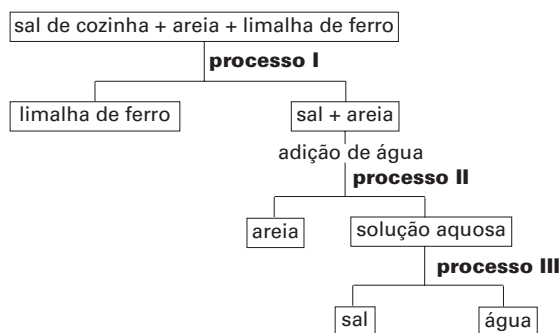 sal de cozinha + areia + limalha de ferro
processo I
limalha de ferro
sal + areia
adição de água
processo II
areia
solução aquosa
processo III
sal
água